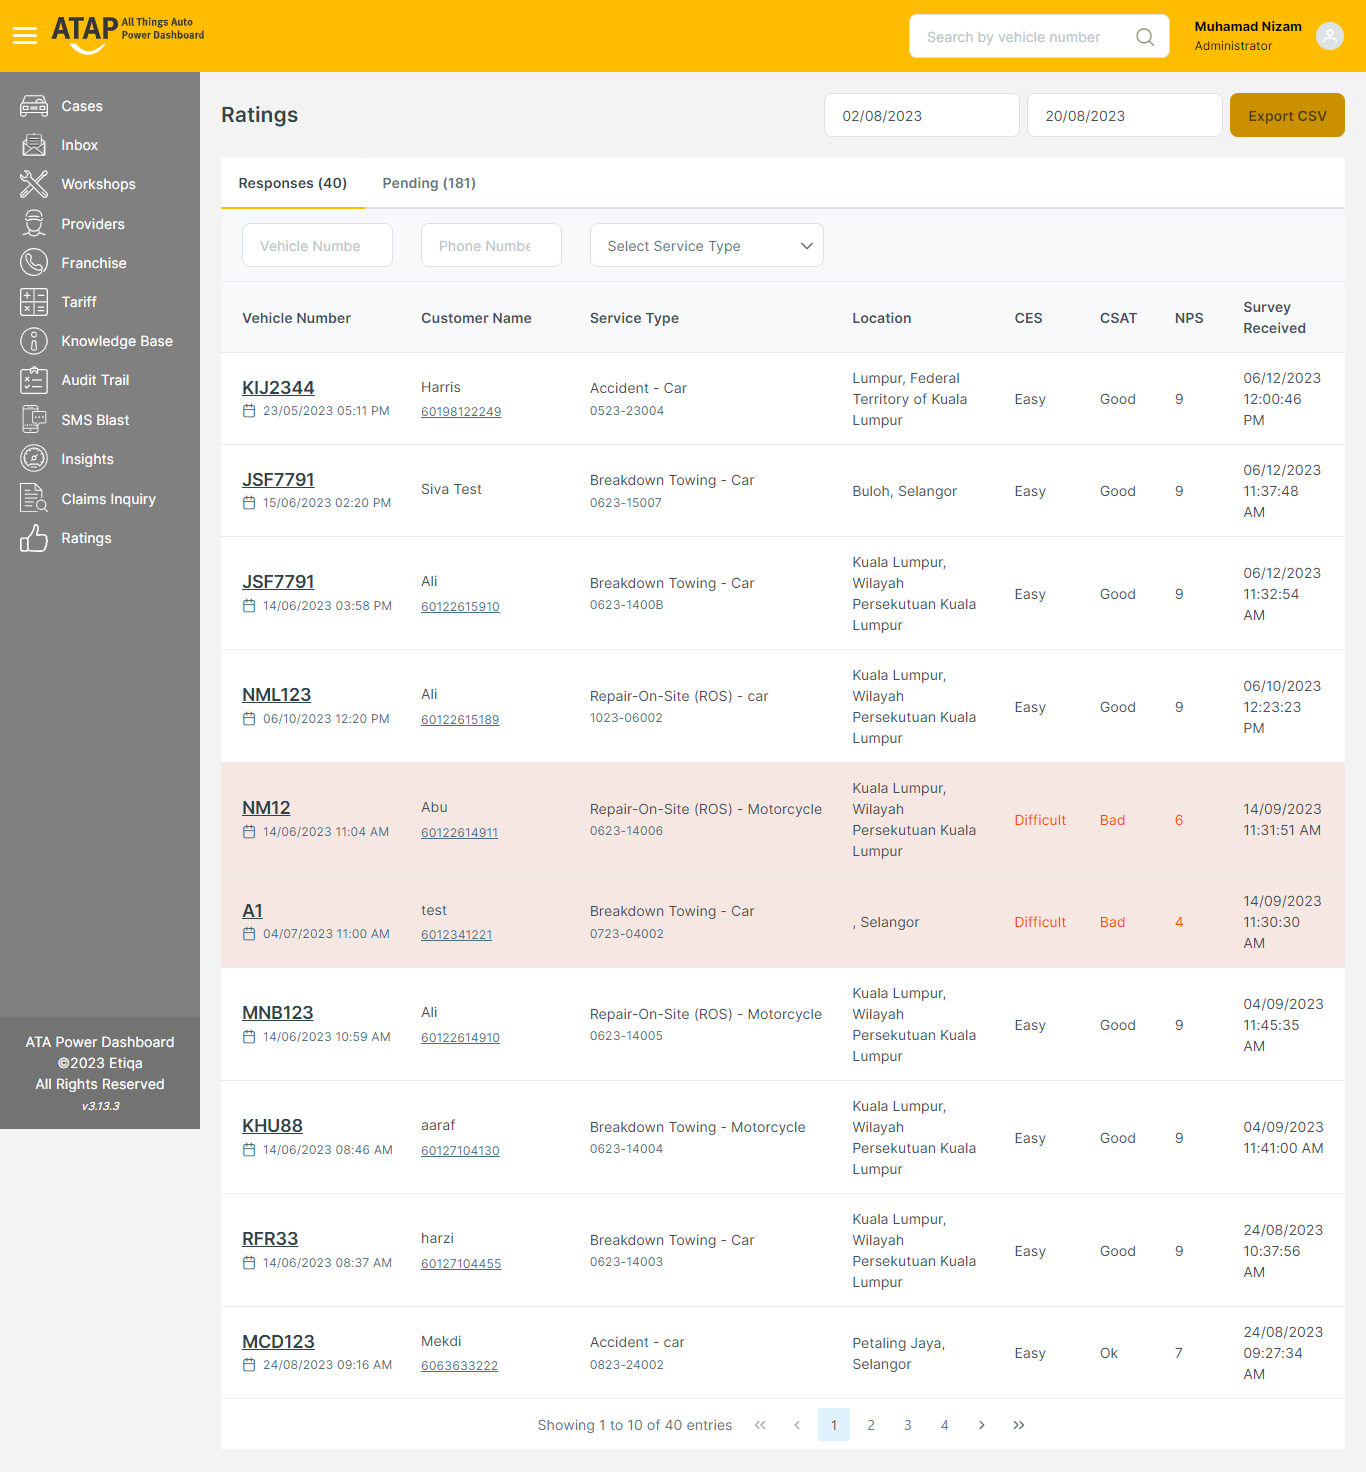 ATAP All Things Auto
Power Dashboard
Search by vehicle number
Muhamad Nizam
Administrator
Cases
Inbox
Workshops
Providers
Franchise
Tariff
Knowledge Base
Audit Trail
SMS Blast
Insights
Claims Inquiry
Ratings
ATA Power Dashboard
©2023 Etiqa
All Rights Reserved
v3.13.3
Ratings
02/08/2023
20/08/2023
Export CSV
Responses (40)
Pending (181)
Vehicle Numbe
Phone Numbe
Select Service Type
Vehicle Number
Customer Name
Service Type
Location
CES
CSAT
NPS
Survey
Received
KIJ2344
23/05/2023 05:11 PM
Harris
60198122249
Accident - Car
0523-23004
Lumpur, Federal
Territory of Kuala
Lumpur
Easy
Good
9
06/12/2023
12:00:46
PM
JSF7791
15/06/2023 02:20 PM
Siva Test
Breakdown Towing - Car
0623-15007
Buloh, Selangor
Easy
Good
9
06/12/2023
11:37:48
AM
JSF7791
14/06/2023 03:58 PM
Ali
60122615910
Breakdown Towing - Car
0623-1400B
Kuala Lumpur,
Wilayah
Persekutuan Kuala
Lumpur
Easy
Good
9
06/12/2023
11:32:54
AM
NML123
06/10/2023 12:20 PM
Ali
60122615189
Repair-On-Site (ROS) - car
1023-06002
Kuala Lumpur,
Wilayah
Persekutuan Kuala
Lumpur
Easy
Good
9
06/10/2023
12:23:23
PM
NM12
14/06/2023 11:04 AM
Abu
60122614911
Repair-On-Site (ROS) - Motorcycle
0623-14006
Kuala Lumpur,
Wilayah
Persekutuan Kuala
Lumpur
Difficult
Bad
6
14/09/2023
11:31:51 AM
A1
04/07/2023 11:00 AM
test
6012341221
Breakdown Towing - Car
0723-04002
, Selangor
Difficult
Bad
4
14/09/2023
11:30:30
AM
MNB123
14/06/2023 10:59 AM
Ali
60122614910
Repair-On-Site (ROS) - Motorcycle
0623-14005
Kuala Lumpur,
Wilayah
Persekutuan Kuala
Lumpur
Easy
Good
9
04/09/2023
11:45:35
AM
KHU88
14/06/2023 08:46 AM
aaraf
60127104130
Breakdown Towing - Motorcycle
0623-14004
Kuala Lumpur,
Wilayah
Persekutuan Kuala
Lumpur
Easy
Good
9
04/09/2023
11:41:00 AM
RFR33
14/06/2023 08:37 AM
harzi
60127104455
Breakdown Towing - Car
0623-14003
Kuala Lumpur,
Wilayah
Persekutuan Kuala
Lumpur
Easy
Good
9
24/08/2023
10:37:56
AM
MCD123
24/08/2023 09:16 AM
Mekdi
6063633222
Accident - car
0823-24002
Petaling Jaya,
Selangor
Easy
Ok
7
24/08/2023
09:27:34
AM
Showing 1 to 10 of 40 entries « ‹ 1 2 3 4 › »